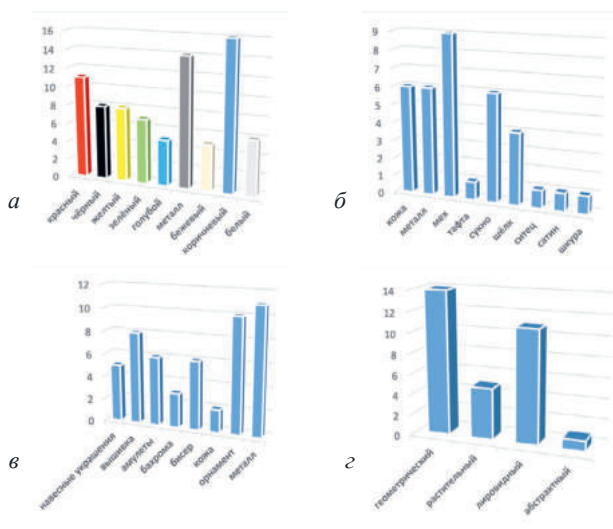 а
16
14
12
10
8
6
4
2
0
красный
чёрный
желтый
зелёный
голубой
металл
бежевый
коричневый
белый
б
9
8
7
6
5
4
3
2
1
0
кожа
металл
мех
тафта
сукно
шёлк
ситец
сатин
шкура
в
12
10
8
6
4
2
0
навесные украшения
вышивка
амулеты
бахрома
бисер
кожа
орнамент
металл
г
14
12
10
8
6
4
2
0
геометрический
растительный
лировидный
абстрактный